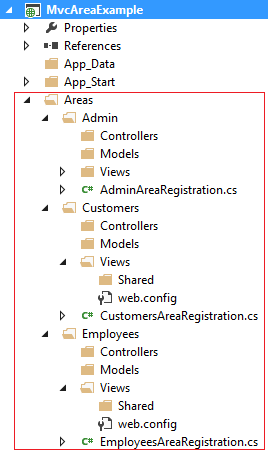 MvcAreaExample
Properties
References
App_Data
App_Start
Areas
Admin
Controllers
Models
Views
C# AdminAreaRegistration.cs
Customers
Controllers
Models
Views
Shared
web.config
C# CustomersAreaRegistration.cs
Employees
Controllers
Models
Views
Shared
web.config
C# EmployeesAreaRegistration.cs